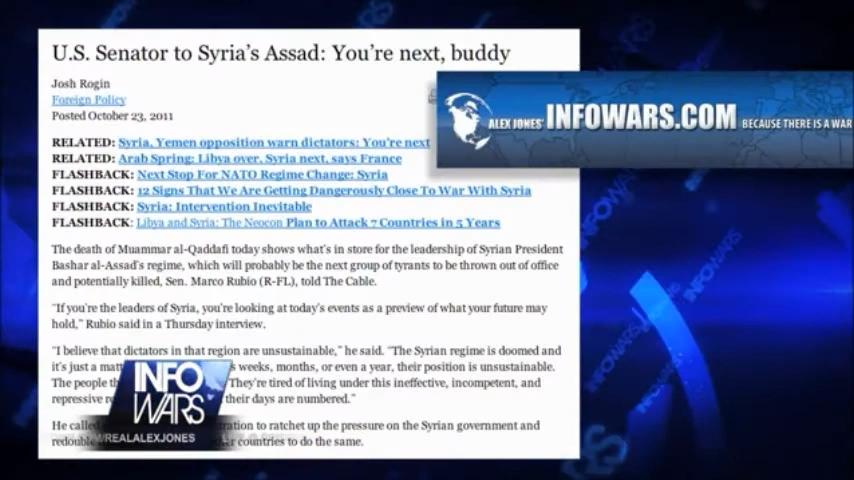 U.S. Senator to Syria's Assad: You're next, buddy
Josh Rogin
Foreign Policy
Posted October 23, 2011
ALEX JONES' INFOWARS.COM BECAUSE THERE IS A WAR
RELATED: Syria, Yemen opposition warn dictators: You're next
RELATED: Arab Spring: Libya over, Syria next, says France
FLASHBACK: Next Stop For NATO Regime Change: Syria
FLASHBACK: 12 Signs That We Are Getting Dangerously Close To War With Syria
FLASHBACK: Syria: Intervention Inevitable
FLASHBACK: Libya and Syria: The Neocon Plan to Attack 7 Countries in 5 Years
The death of Muammar al-Qaddafi today shows what's in store for the leadership of Syrian President
Bashar al-Assad's regime, which will probably be the next group of tyrants to be thrown out of office
and potentially killed, Sen. Marco Rubio (R-FL), told The Cable.
"If you're the leaders of Syria, you're looking at today's events as a preview of what your future may
hold," Rubio said in a Thursday interview.
"I believe that dictators in that region are unsustainable," he said. "The Syrian regime is doomed and
it's just a weeks, months, or even a year, their position is unsustainable.
The people They're tired of living under this ineffective, incompetent, and
repressive their days are numbered."
He called to ratchet up the pressure on the Syrian government and
redouble countries to do the same.
INFO
WARS
/REALALEXJONES
INFOWARS
INFOWARS
INFOWARS